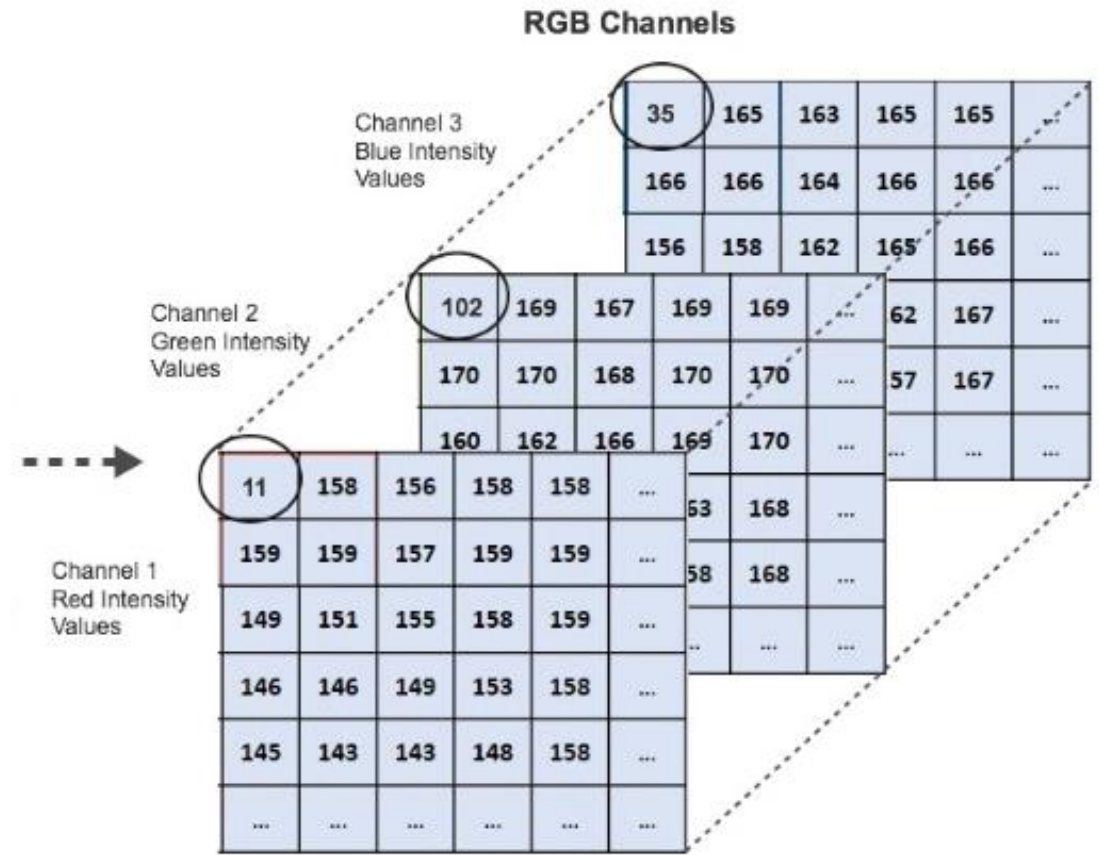 RGB Channels
Channel 3
Blue Intensity
Values
35 165 163 165 165 ...
166 166 164 166 166 ...
156 158 162 165 166 ...
62 167 ...
57 167 ...
... ... ...
Channel 2
Green Intensity
Values
102 169 167 169 169 ...
170 170 168 170 170 ...
160 162 166 169 170 ...
63 168 ...
58 168 ...
.. ... ...
Channel 1
Red Intensity
Values
11 158 156 158 158 ...
159 159 157 159 159 ...
149 151 155 158 159 ...
146 146 149 153 158 ...
145 143 143 148 158 ...
... ... ... ... ... ...